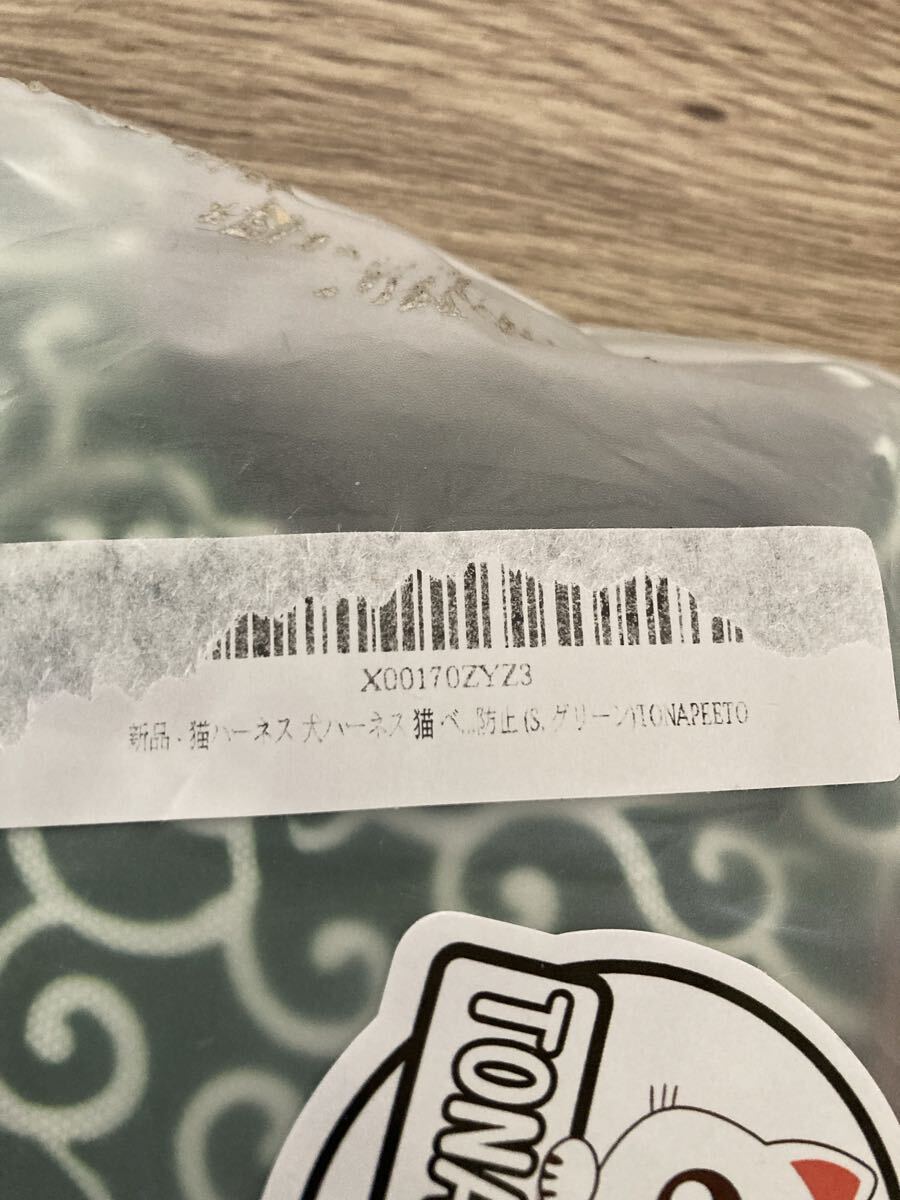 X00170ZYZ3
新品 - 猫ハーネス 犬ハーネス 猫 ベ...防止 (S, グリーン)TONAPEETO
TONA